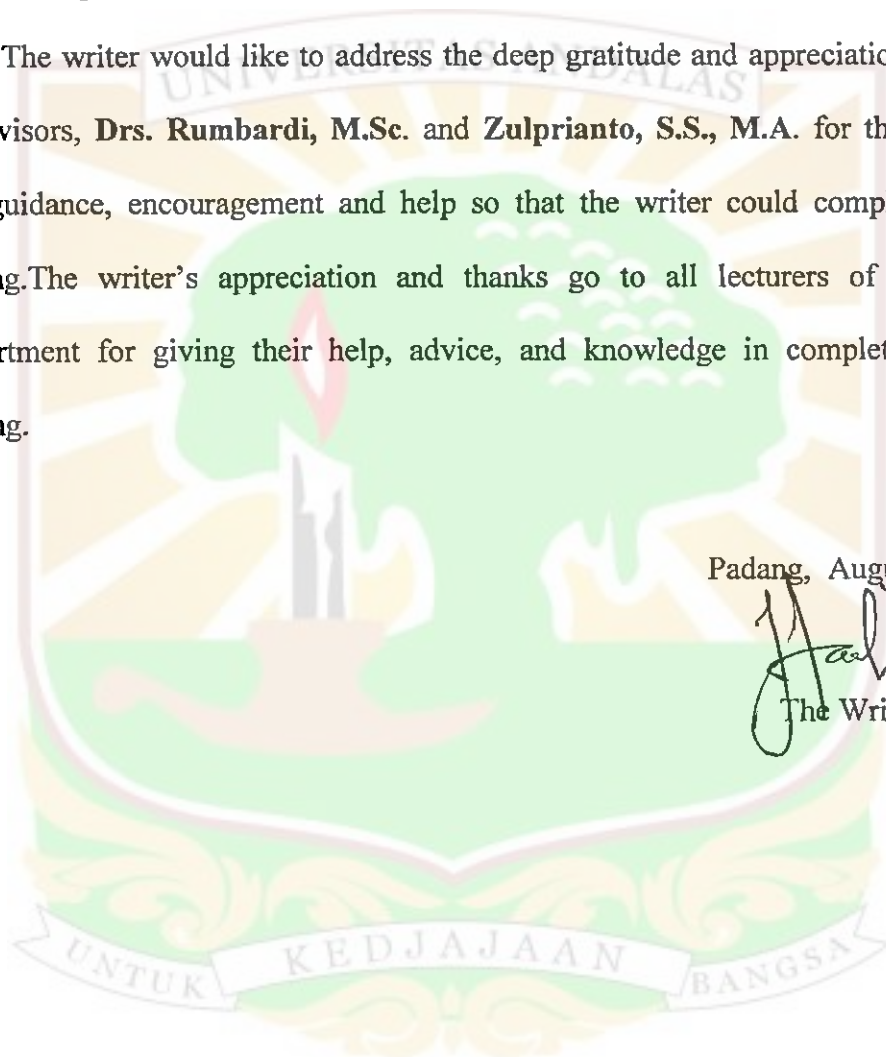 The writer would like to address the deep gratitude and appreciatic
visors, Drs. Rumbardi, M.Sc. and Zulprianto, S.S., M.A. for th
guidance, encouragement and help so that the writer could comp
ng.The writer's appreciation and thanks go to all lecturers of
rtment for giving their help, advice, and knowledge in complet
ng.
Padang, Augu
The Wri
UNIVERSITAS ANDALAS
UNTUK KEDJAJAAN BANGSA